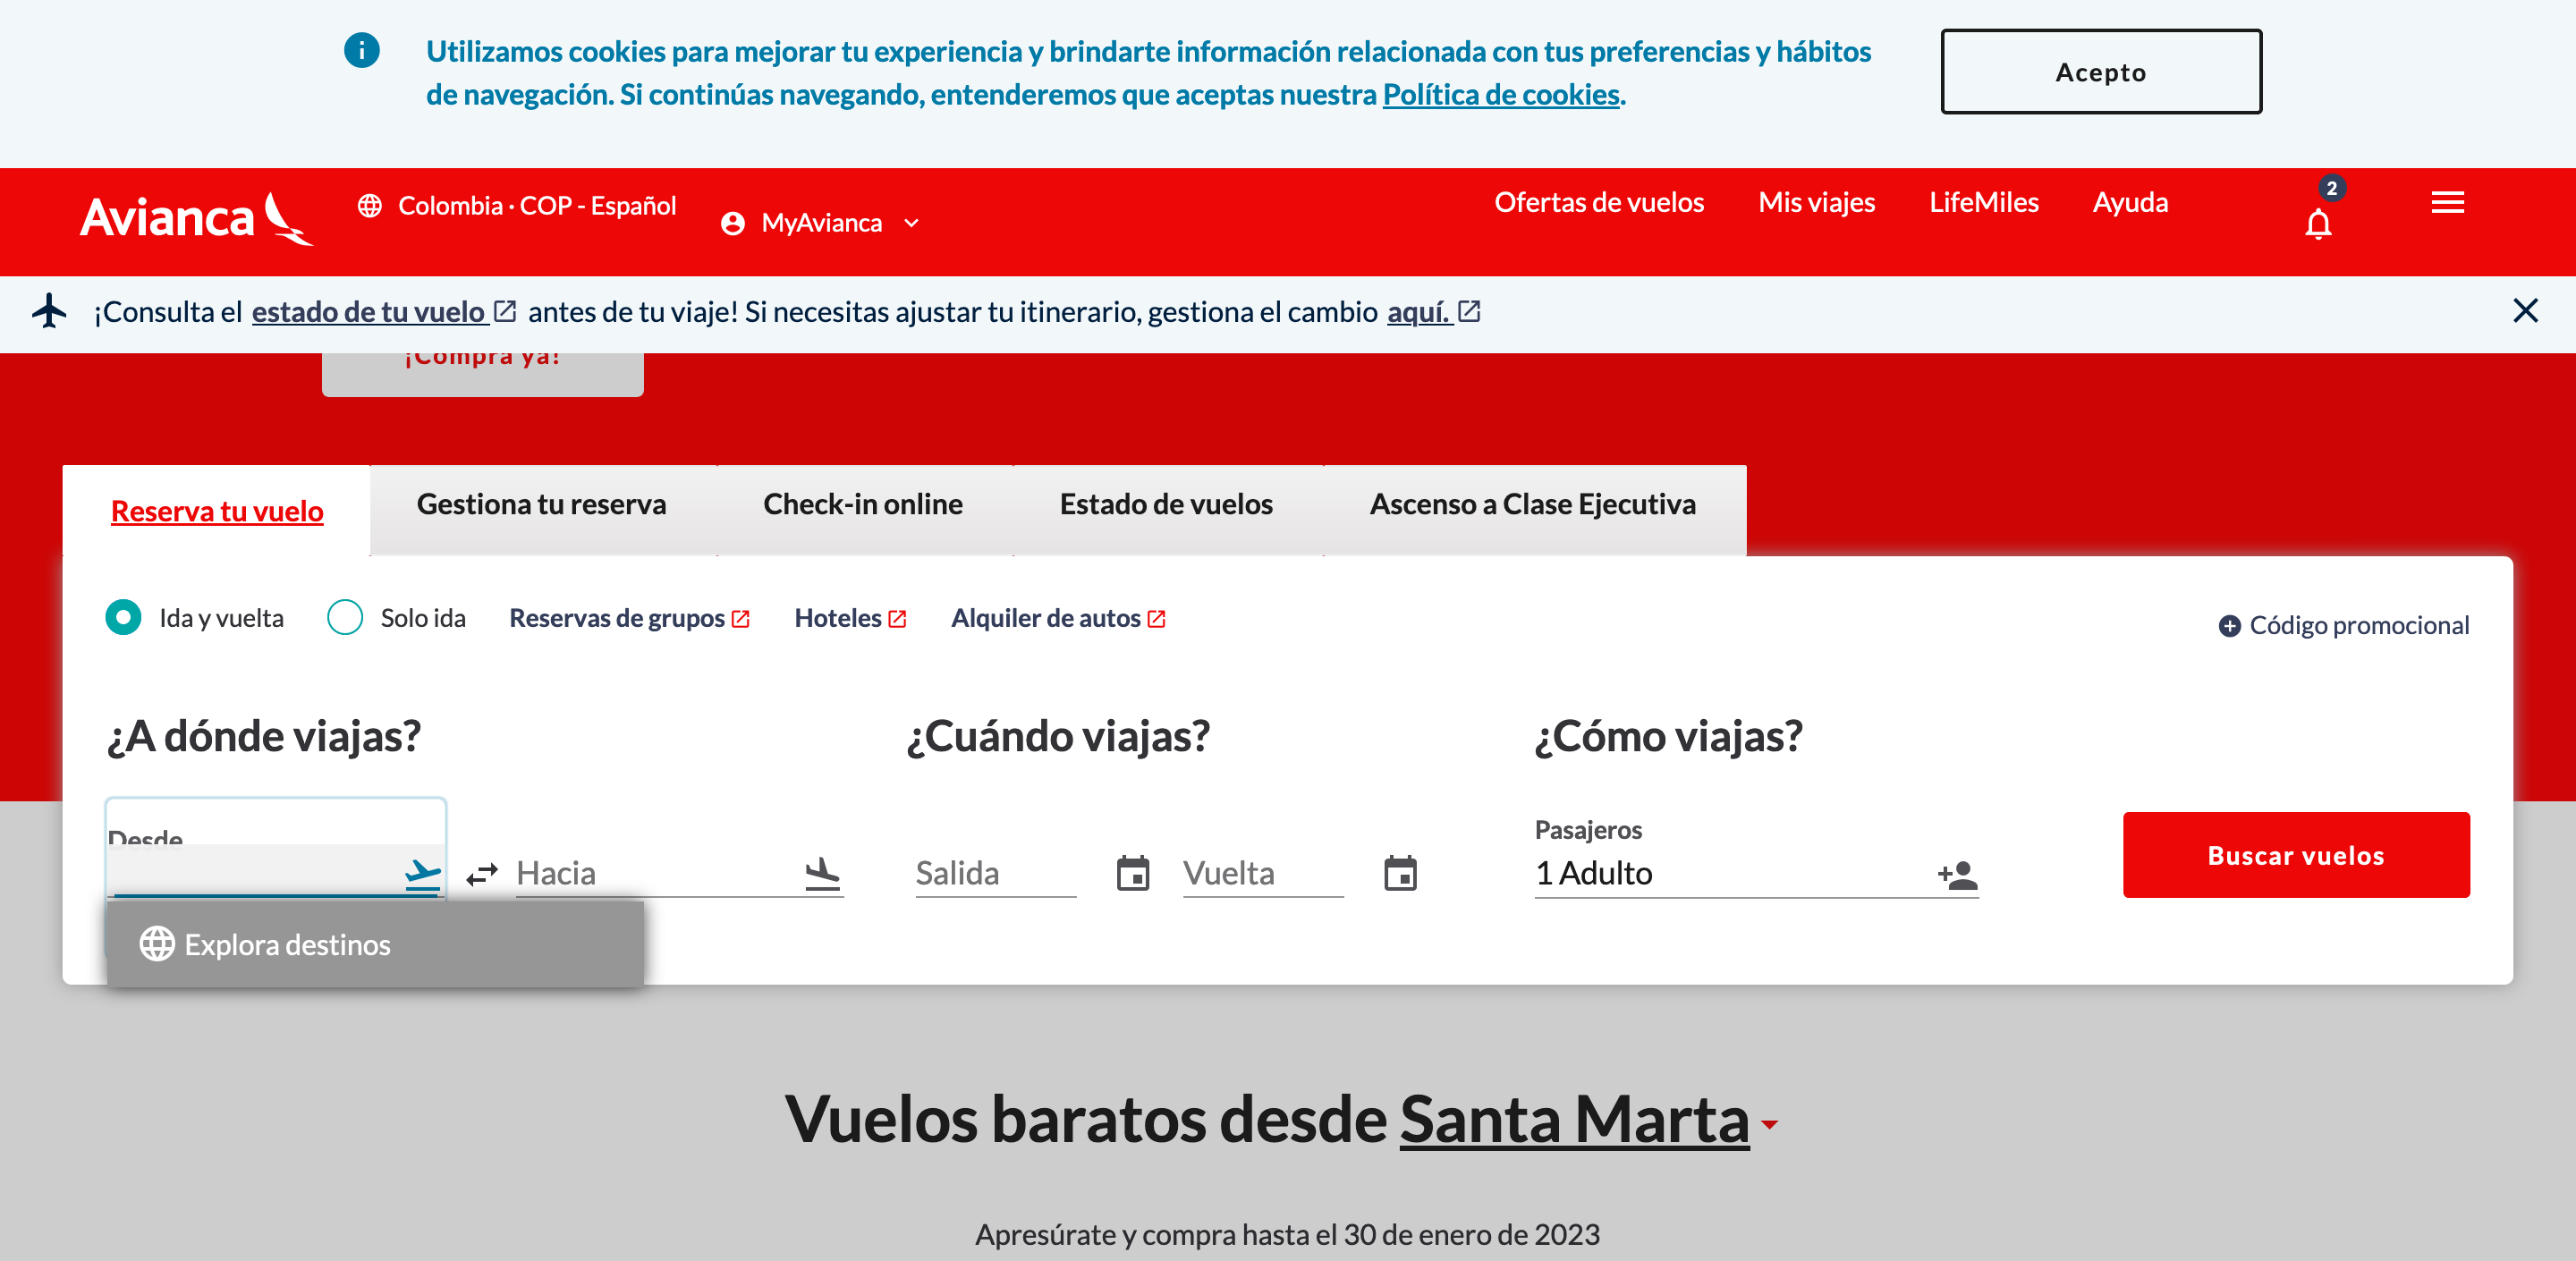 Utilizamos cookies para mejorar tu experiencia y brindarte información relacionada con tus preferencias y hábitos
de navegación. Si continúas navegando, entenderemos que aceptas nuestra Política de cookies.
Acepto
Avianca
Colombia · COP - Español
MyAvianca
Ofertas de vuelos
Mis viajes
LifeMiles
Ayuda
2
¡Consulta el estado de tu vuelo antes de tu viaje! Si necesitas ajustar tu itinerario, gestiona el cambio aquí.
¡Compra ya!
Reserva tu vuelo
Gestiona tu reserva
Check-in online
Estado de vuelos
Ascenso a Clase Ejecutiva
Ida y vuelta
Solo ida
Reservas de grupos
Hoteles
Alquiler de autos
Código promocional
¿A dónde viajas?
¿Cuándo viajas?
¿Cómo viajas?
Desde
Hacia
Salida
Vuelta
Pasajeros
1 Adulto
Buscar vuelos
Explora destinos
Vuelos baratos desde Santa Marta
Apresúrate y compra hasta el 30 de enero de 2023